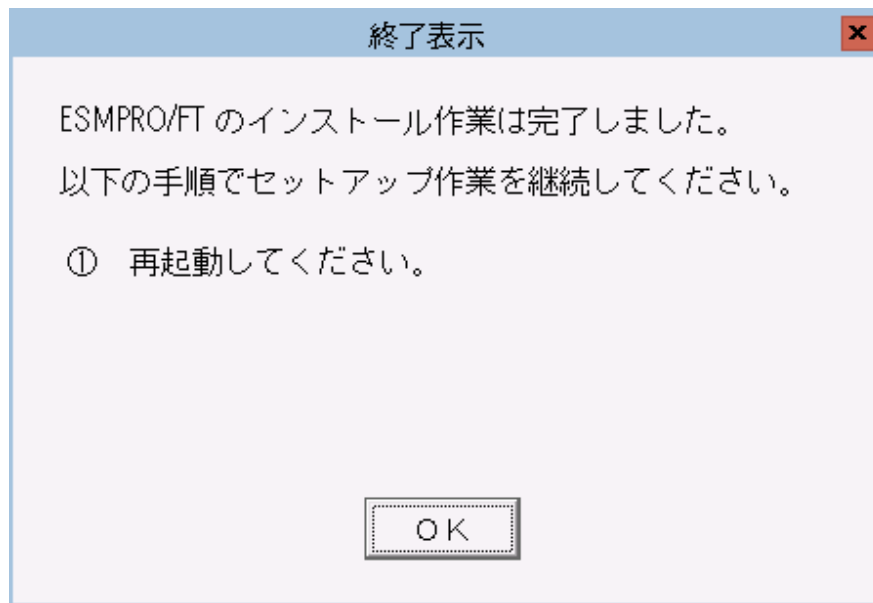 終了表示
ESMPRO/FT のインストール作業は完了しました。
以下の手順でセットアップ作業を継続してください。
① 再起動してください。
ＯＫ